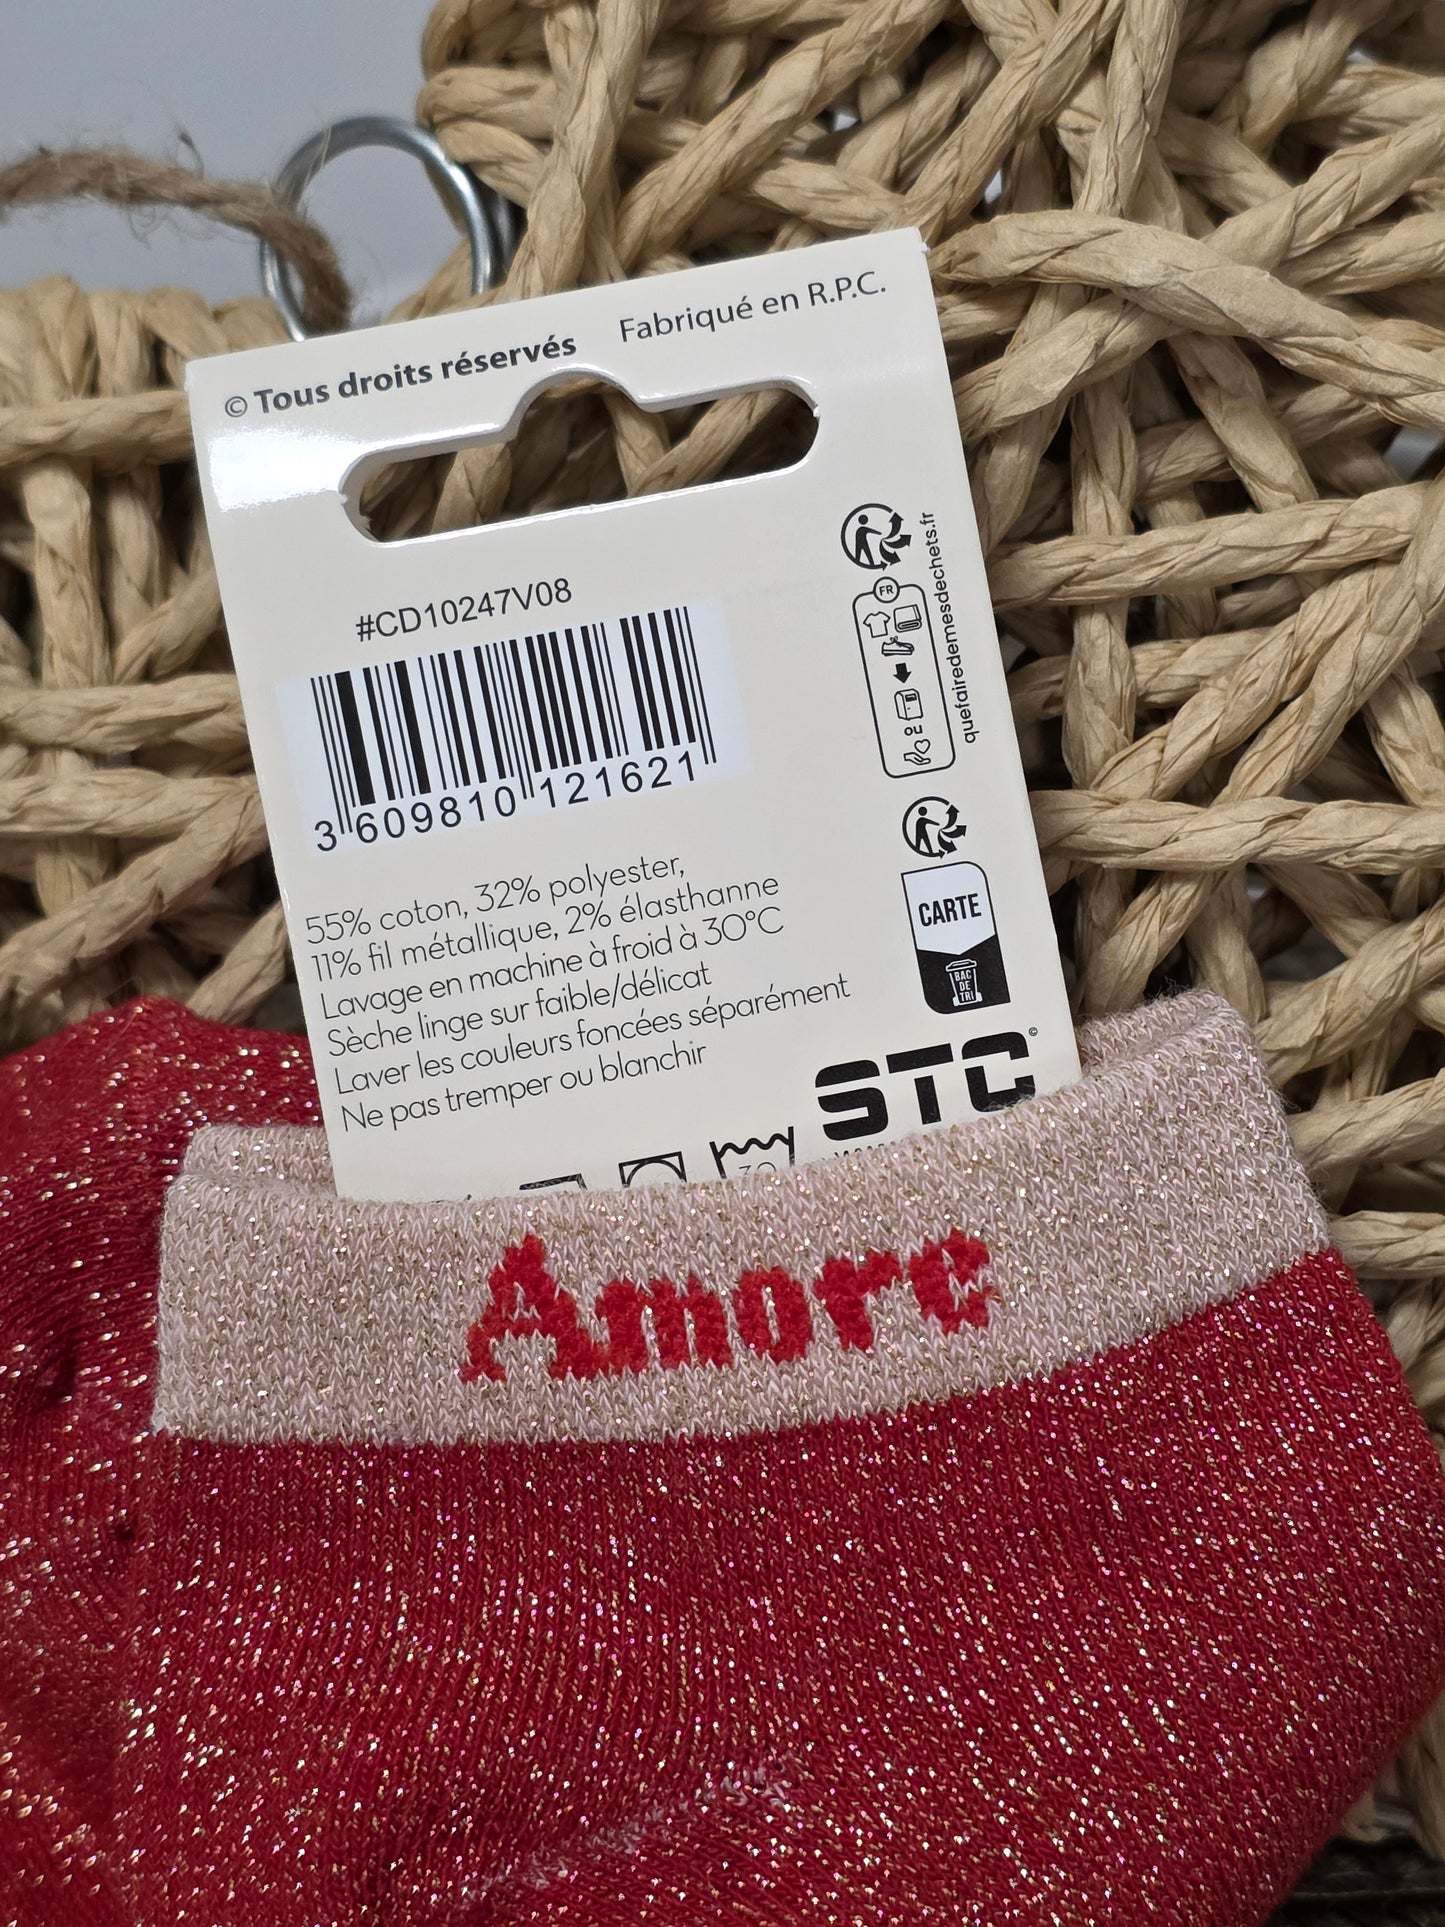 © Tous droits réservés Fabriqué en R.P.C.
#CD10247V08
3 609810 121621
55% coton, 32% polyester,
11% fil métallique, 2% élasthanne
Lavage en machine à froid à 30°C
Sèche linge sur faible/délicat
Laver les couleurs foncées séparément
Ne pas tremper ou blanchir
FR
quefairedemesdechets.fr
CARTE
BAC
DE
TRI
STC©
30
Amore